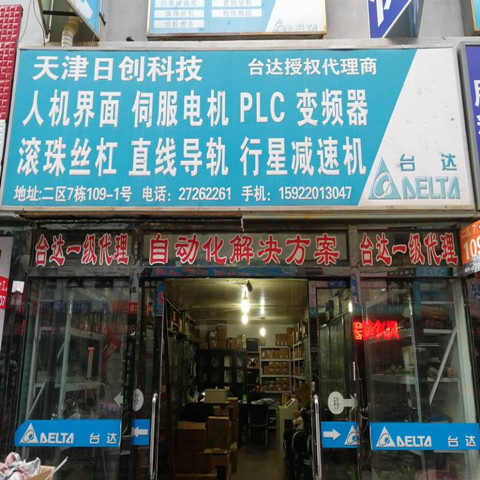 天津日创科技 台达授权代理商
人机界面 伺服电机 PLC 变频器
滚珠丝杠 直线导轨 行星减速机
台达
DELTA
地址:二区7栋109-1号 电话: 27262261 手机: 15922013047
台达一级代理 自动化解决方案 台达一级代理
109
DELTA 台达
DELTA 台达